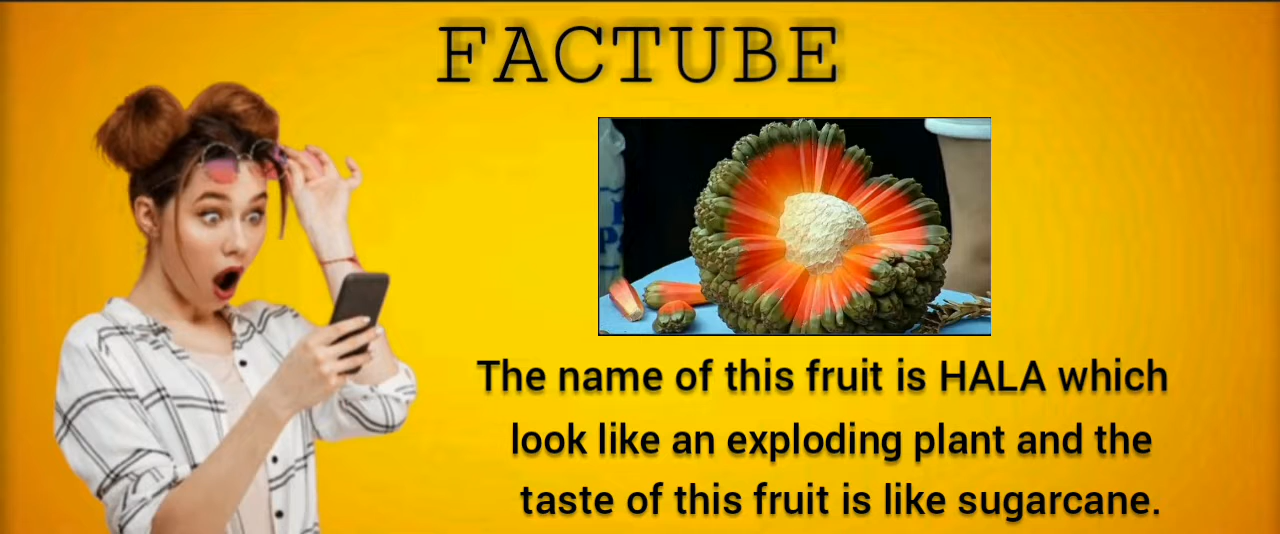 FACTUBE
The name of this fruit is HALA which
look like an exploding plant and the
taste of this fruit is like sugarcane.